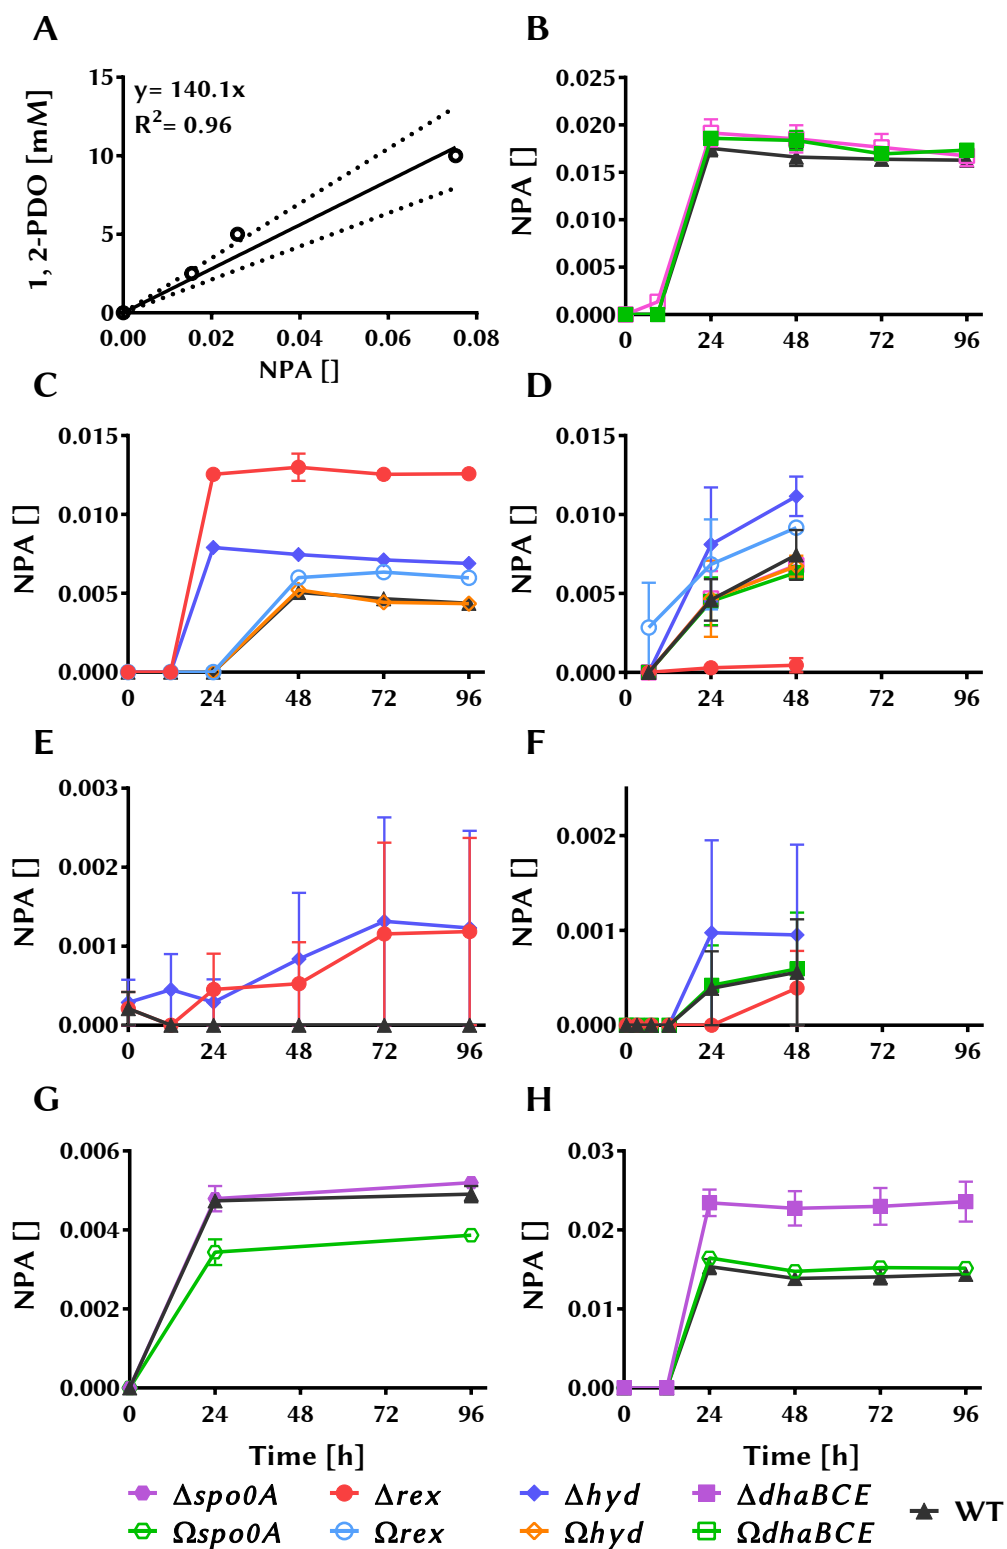 A
1, 2-PDO [mM]
15
10
5
0
y= 140.1x
R²= 0.96
0.00 0.02 0.04 0.06 0.08
NPA []
B
NPA []
0.025
0.020
0.015
0.010
0.005
0.000
0 24 48 72 96
C
NPA []
0.015
0.010
0.005
0.000
0 24 48 72 96
D
NPA []
0.015
0.010
0.005
0.000
0 24 48 72 96
E
NPA []
0.003
0.002
0.001
0.000
0 24 48 72 96
F
NPA []
0.002
0.001
0.000
0 24 48 72 96
G
NPA []
0.006
0.004
0.002
0.000
0 24 48 72 96
Time [h]
H
NPA []
0.03
0.02
0.01
0.00
0 24 48 72 96
Time [h]
Δspo0A Δrex Δhyd ΔdhaBCE WT
Ωspo0A Ωrex Ωhyd ΩdhaBCE